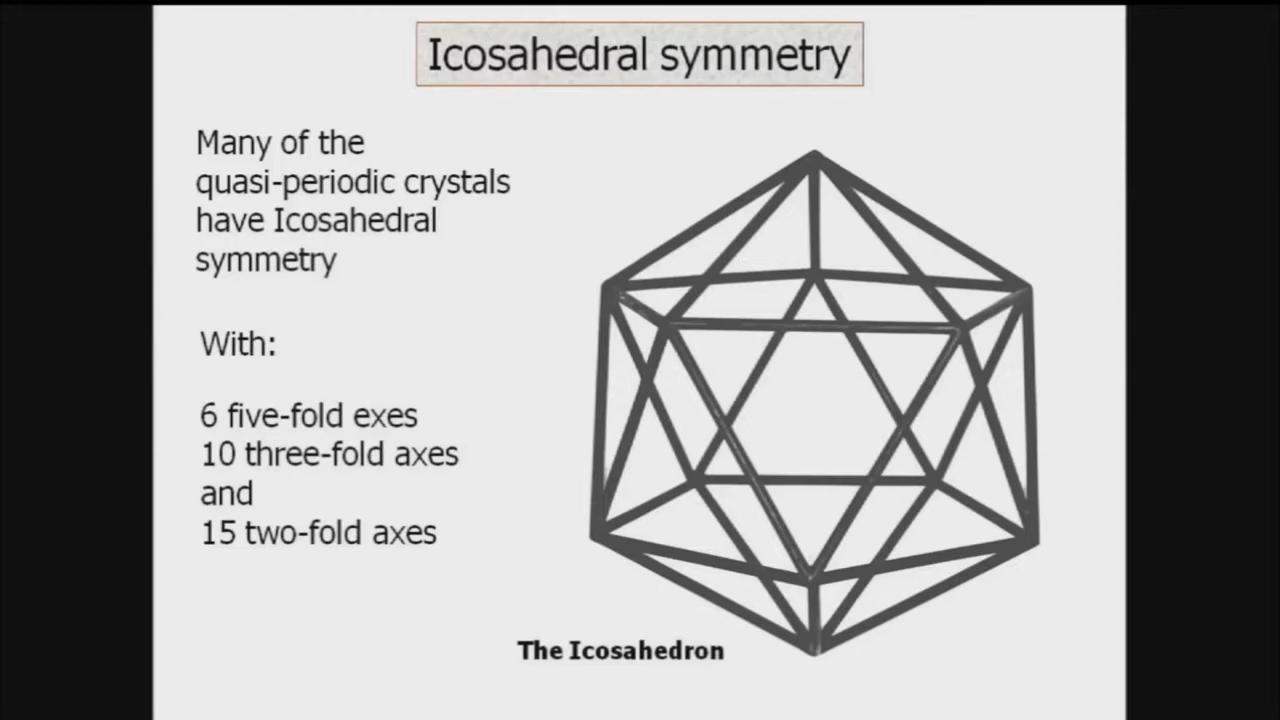 Icosahedral symmetry
Many of the
quasi-periodic crystals
have Icosahedral
symmetry
With:
6 five-fold exes
10 three-fold axes
and
15 two-fold axes
The Icosahedron